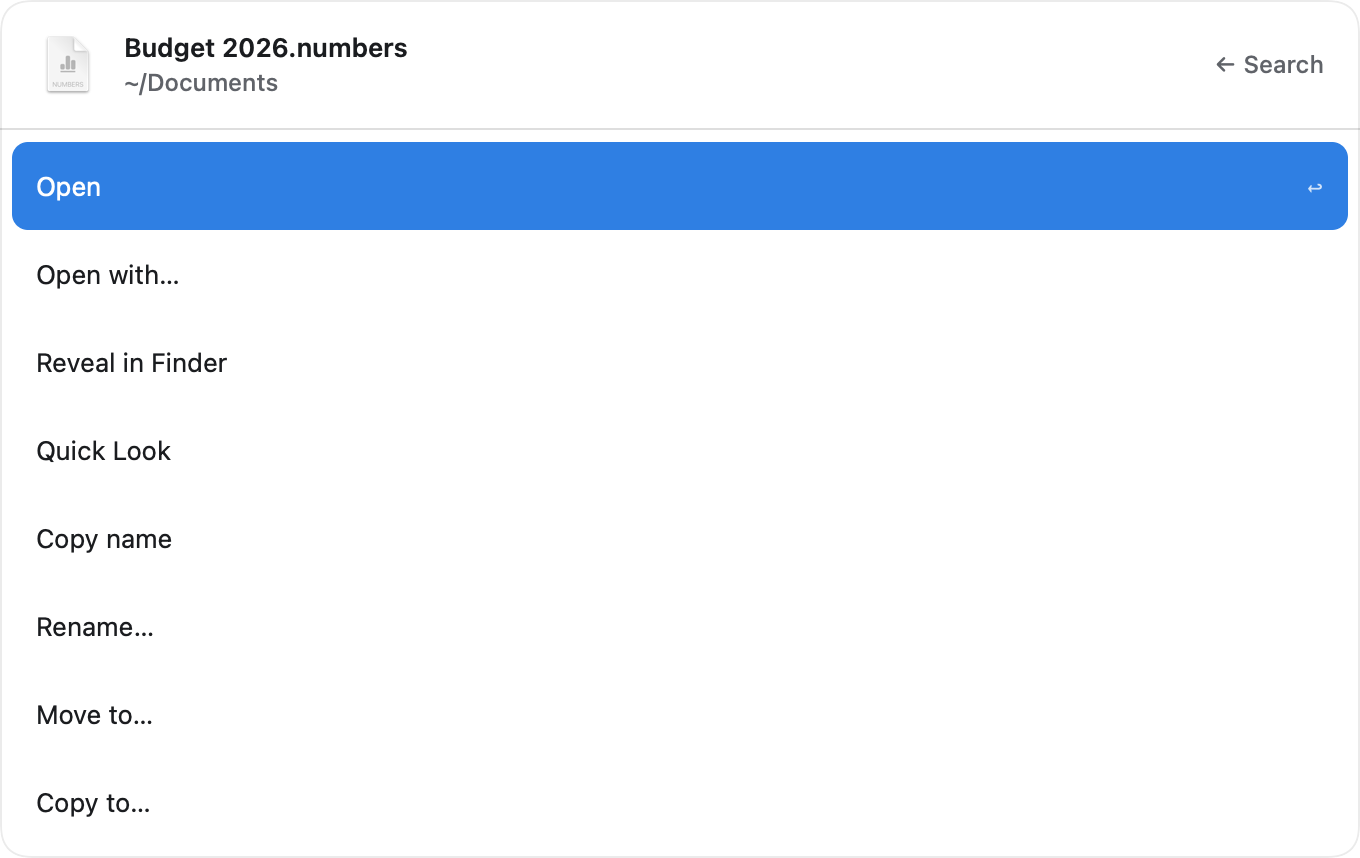 NUMBERS
Budget 2026.numbers
~/Documents
← Search
Open ↩
Open with...
Reveal in Finder
Quick Look
Copy name
Rename...
Move to...
Copy to...